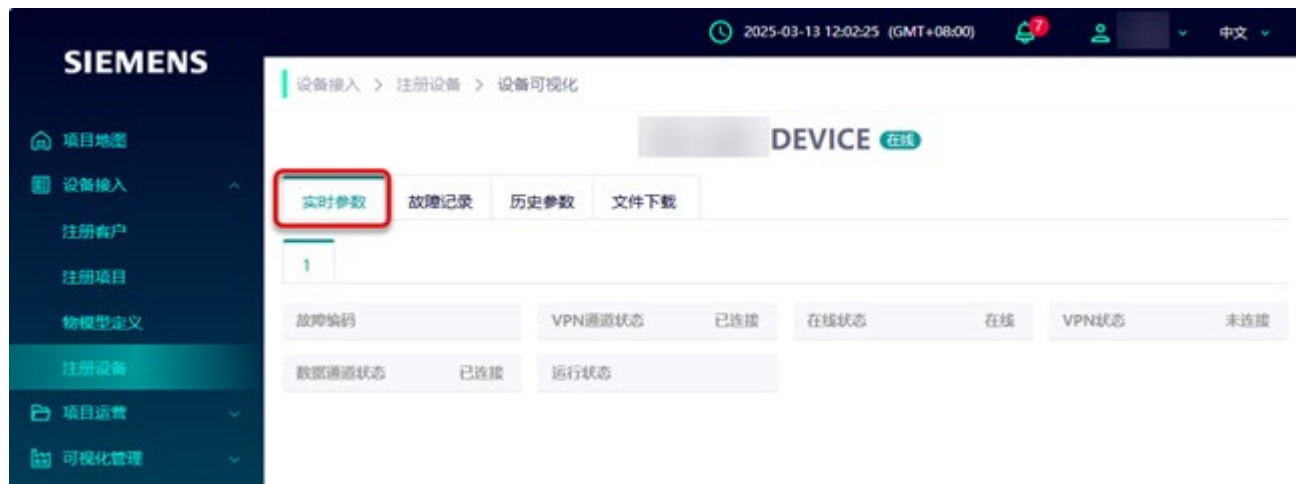 SIEMENS
2025-03-13 12:02:25 (GMT+08:00)
7
中文
设备接入 > 注册设备 > 设备可视化
DEVICE 在线
项目地图
设备接入
注册客户
注册项目
物模型定义
注册设备
项目运营
可视化管理
实时参数 故障记录 历史参数 文件下载
1
故障编码 VPN通道状态 已连接 在线状态 在线 VPN状态 未连接
数据通道状态 已连接 运行状态